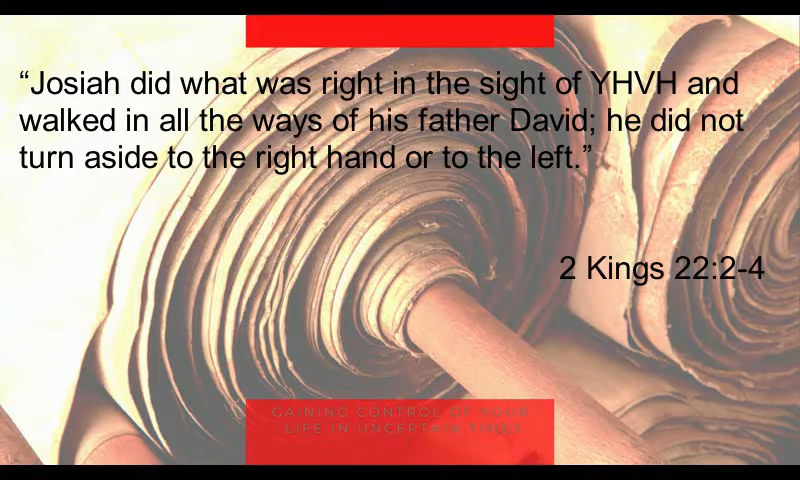 “Josiah did what was right in the sight of YHVH and
walked in all the ways of his father David; he did not
turn aside to the right hand or to the left.”
2 Kings 22:2-4
GAINING CONTROL OF YOUR
LIFE IN UNCERTAIN TIMES